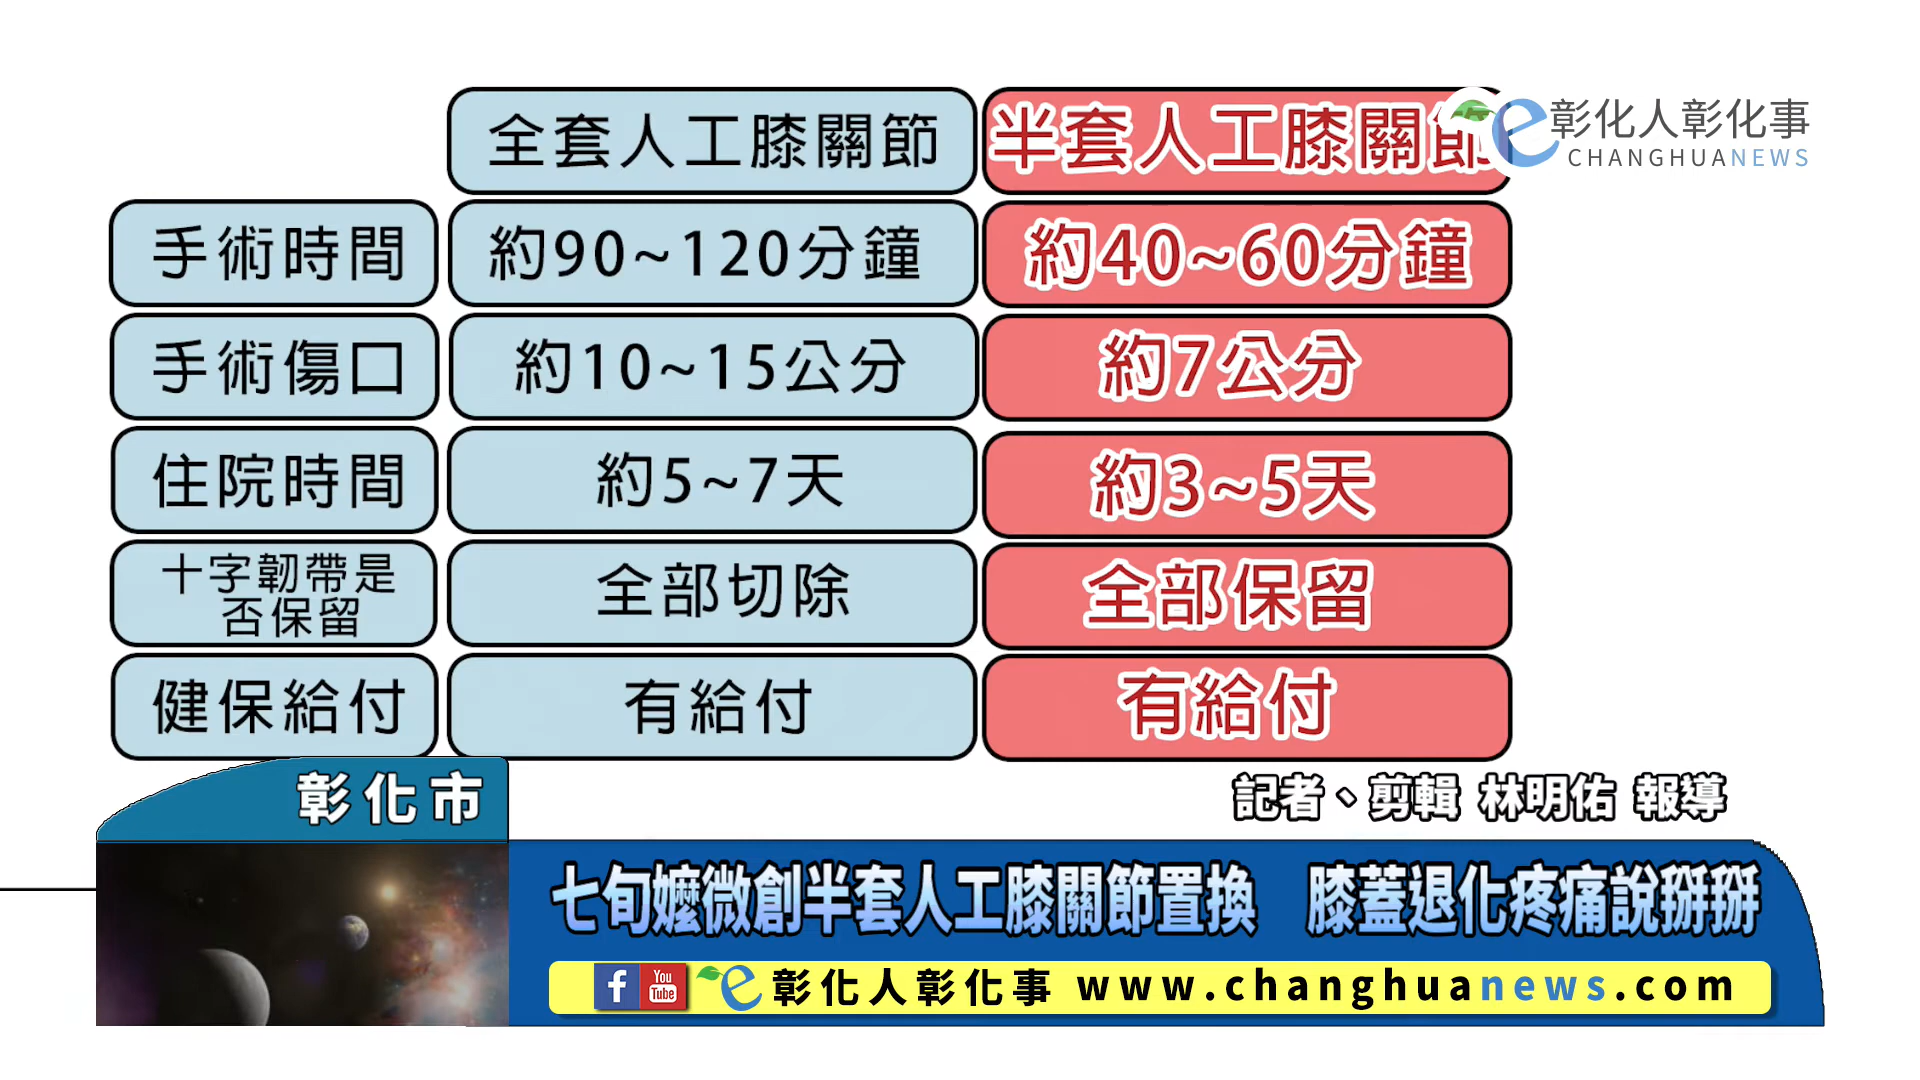 全套人工膝關節
半套人工膝關節
彰化人彰化事
CHANGHUANEWS
手術時間
約90~120分鐘
約40~60分鐘
手術傷口
約10~15公分
約7公分
住院時間
約5~7天
約3~5天
十字韌帶是
否保留
全部切除
全部保留
健保給付
有給付
有給付
彰化市
記者、剪輯 林明佑 報導
七旬嬤微創半套人工膝關節置換 膝蓋退化疼痛說掰掰
f You Tube e 彰化人彰化事 www.changhuanews.com